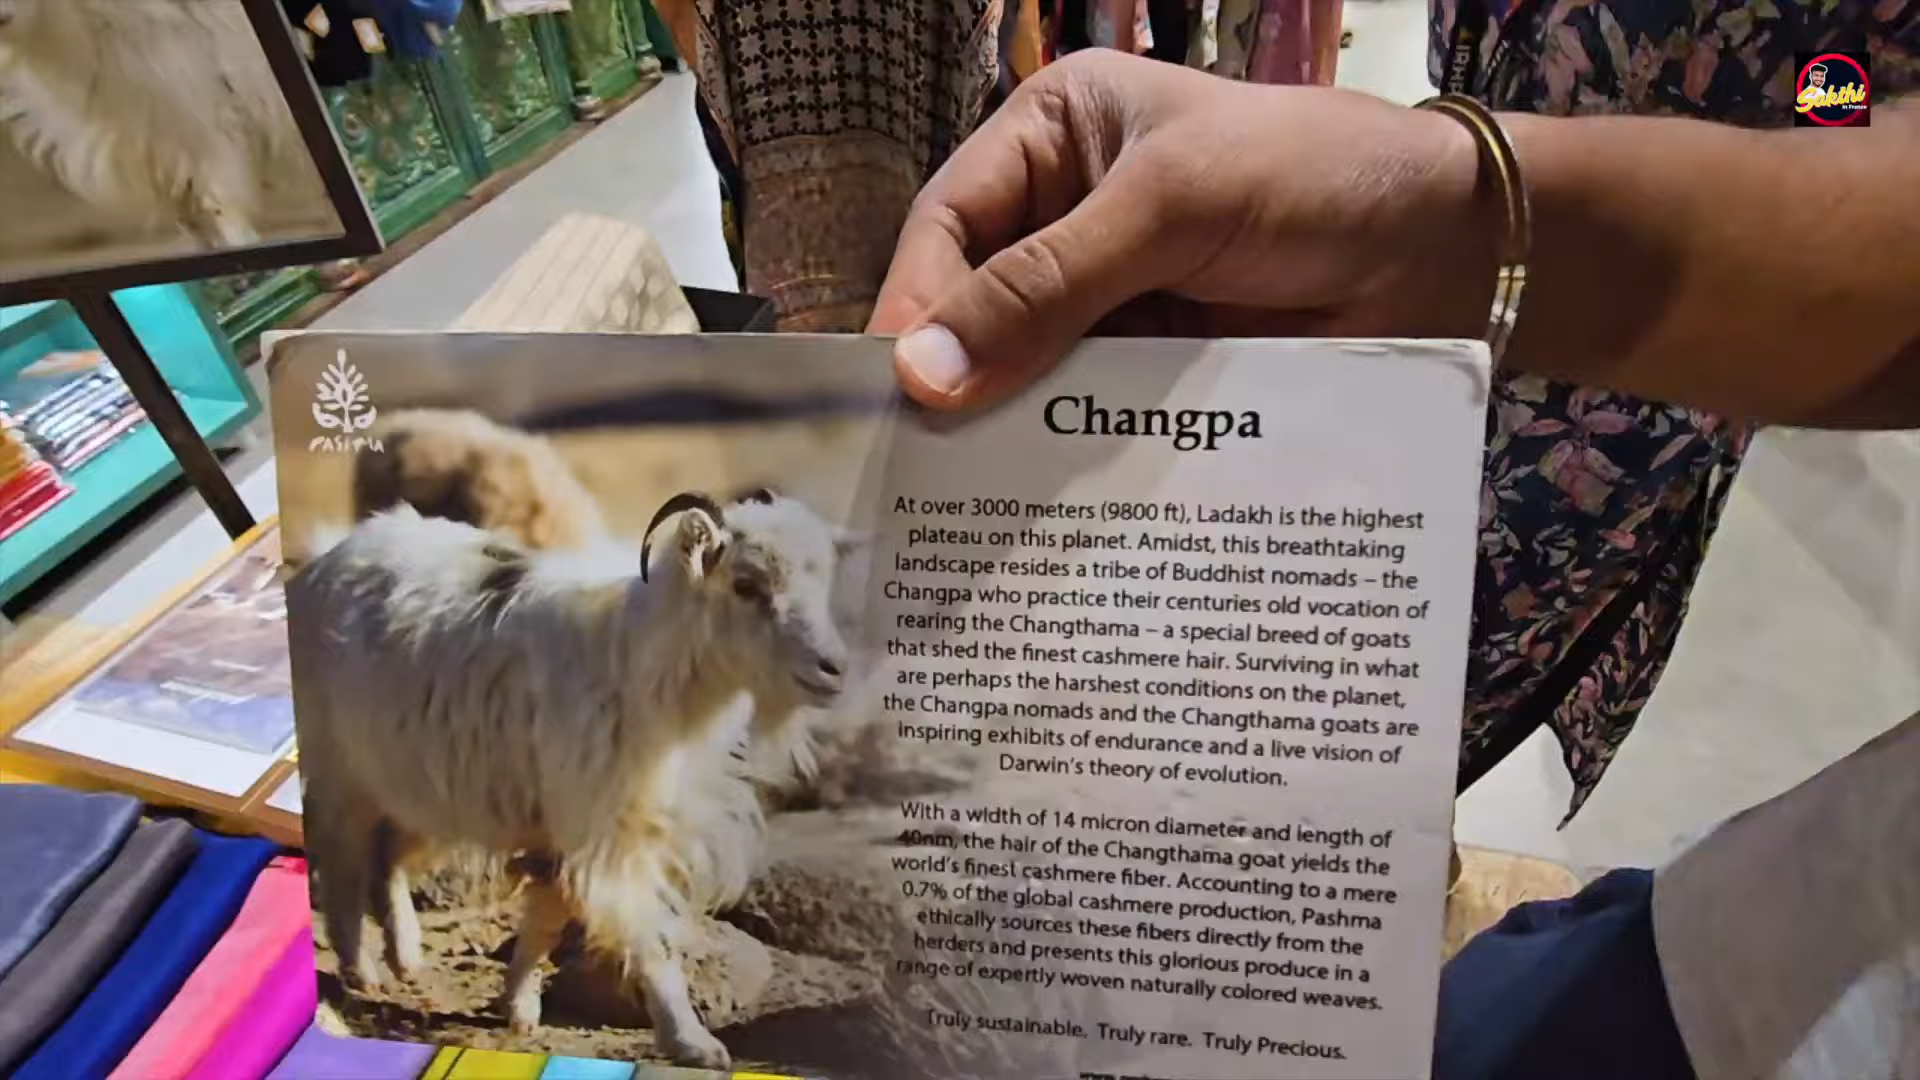 Sakthi
in France
PASHMA
Changpa
At over 3000 meters (9800 ft), Ladakh is the highest
plateau on this planet. Amidst, this breathtaking
landscape resides a tribe of Buddhist nomads – the
Changpa who practice their centuries old vocation of
rearing the Changthama – a special breed of goats
that shed the finest cashmere hair. Surviving in what
are perhaps the harshest conditions on the planet,
the Changpa nomads and the Changthama goats are
inspiring exhibits of endurance and a live vision of
Darwin's theory of evolution.
With a width of 14 micron diameter and length of
40nm, the hair of the Changthama goat yields the
world's finest cashmere fiber. Accounting to a mere
0.7% of the global cashmere production, Pashma
ethically sources these fibers directly from the
herders and presents this glorious produce in a
range of expertly woven naturally colored weaves.
Truly sustainable. Truly rare. Truly Precious.